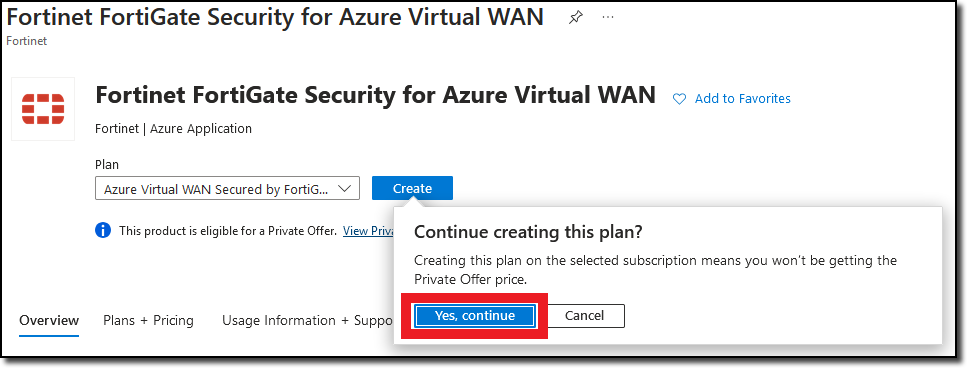 Fortinet FortiGate Security for Azure Virtual WAN
Fortinet
Fortinet FortiGate Security for Azure Virtual WAN
Add to Favorites
Fortinet | Azure Application
Plan
Azure Virtual WAN Secured by FortiG...
Create
This product is eligible for a Private Offer. View Priva
Continue creating this plan?
Creating this plan on the selected subscription means you won't be getting the
Private Offer price.
Yes, continue
Cancel
Overview
Plans + Pricing
Usage Information + Suppo